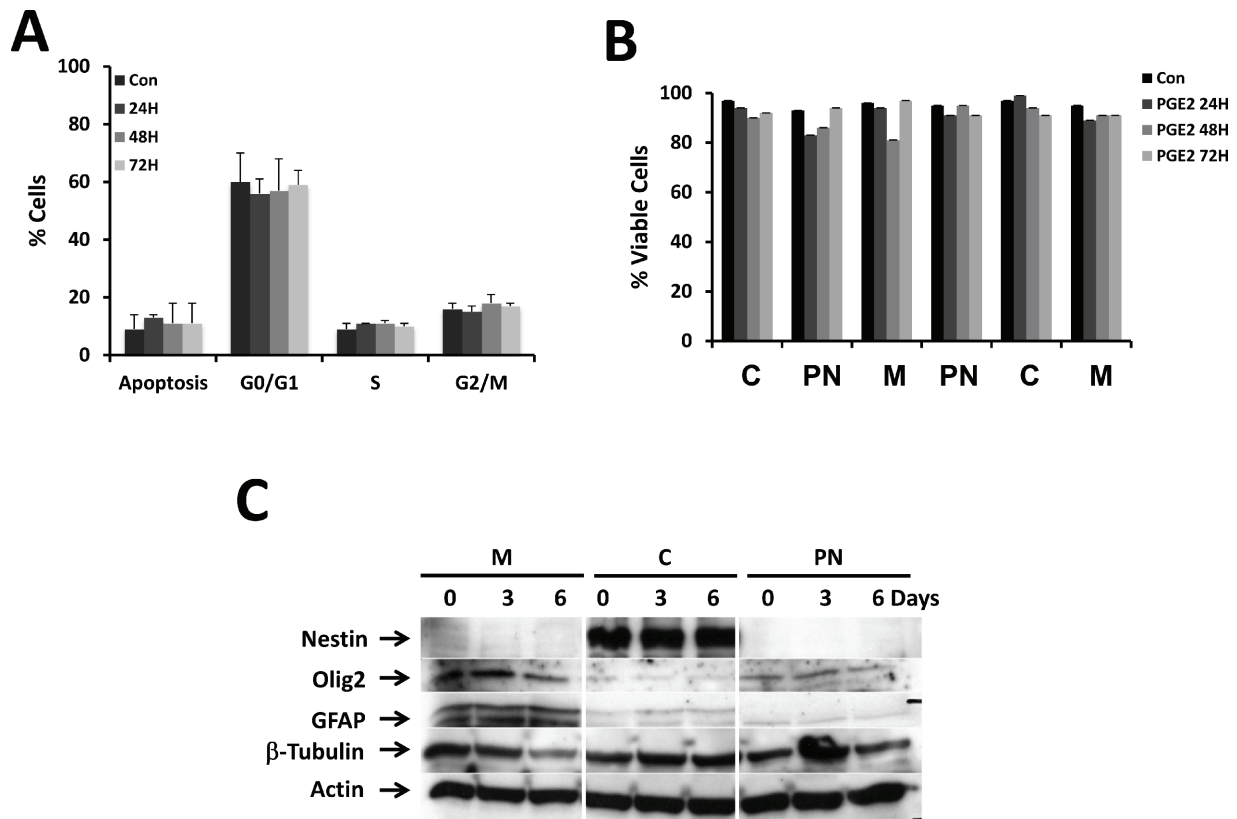 A
B
100
80
60
40
20
0
% Cells
Con
24H
48H
72H
Apoptosis G0/G1 S G2/M
100
80
60
40
20
0
% Viable Cells
Con
PGE2 24H
PGE2 48H
PGE2 72H
C PN M PN C M
C
M C PN
0 3 6 0 3 6 0 3 6 Days
Nestin
Olig2
GFAP
β-Tubulin
Actin